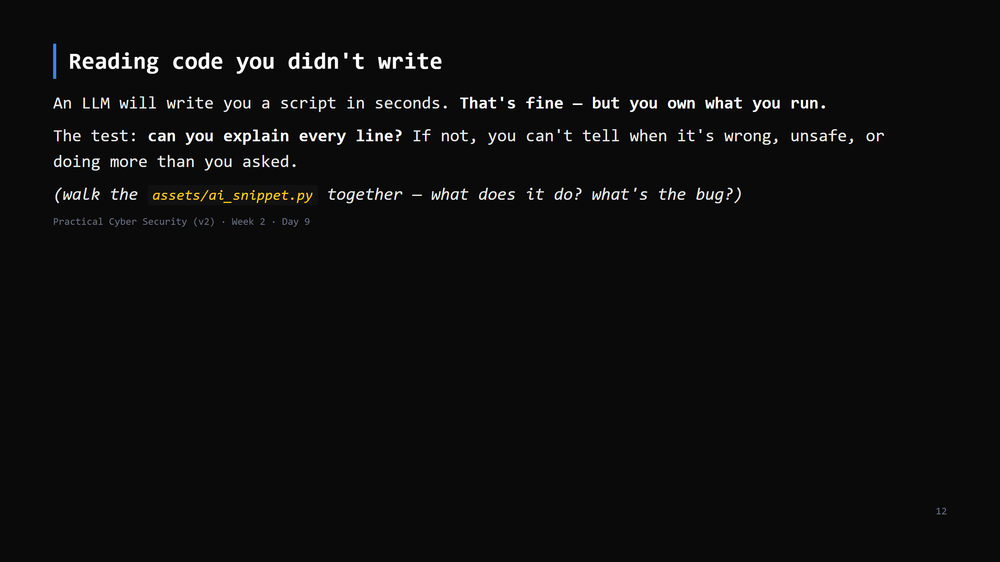 Reading code you didn't write
An LLM will write you a script in seconds. That's fine — but you own what you run.
The test: can you explain every line? If not, you can't tell when it's wrong, unsafe, or
doing more than you asked.
(walk the assets/ai_snippet.py together — what does it do? what's the bug?)
Practical Cyber Security (v2) · Week 2 · Day 9
12